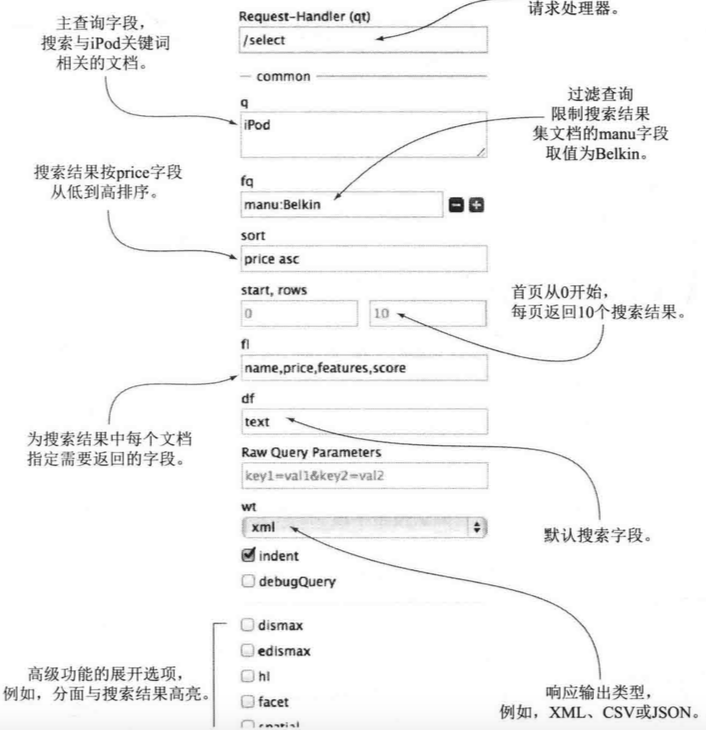 请求处理器。
Request-Handler (qt)
/select
主查询字段，
搜索与iPod关键词
相关的文档。
common
q
iPod
过滤查询
限制搜索结果
集文档的manu字段
取值为Belkin。
搜索结果按price字段
从低到高排序。
fq
manu:Belkin
sort
price asc
start, rows
0
10
首页从0开始，
每页返回10个搜索结果。
fl
name,price,features,score
df
text
为搜索结果中每个文档
指定需要返回的字段。
Raw Query Parameters
key1=val1&key2=val2
wt
xml
默认搜索字段。
indent
debugQuery
dismax
edismax
hl
facet
spatial
高级功能的展开选项，
例如，分面与搜索结果高亮。
响应输出类型，
例如，XML、CSV或JSON。